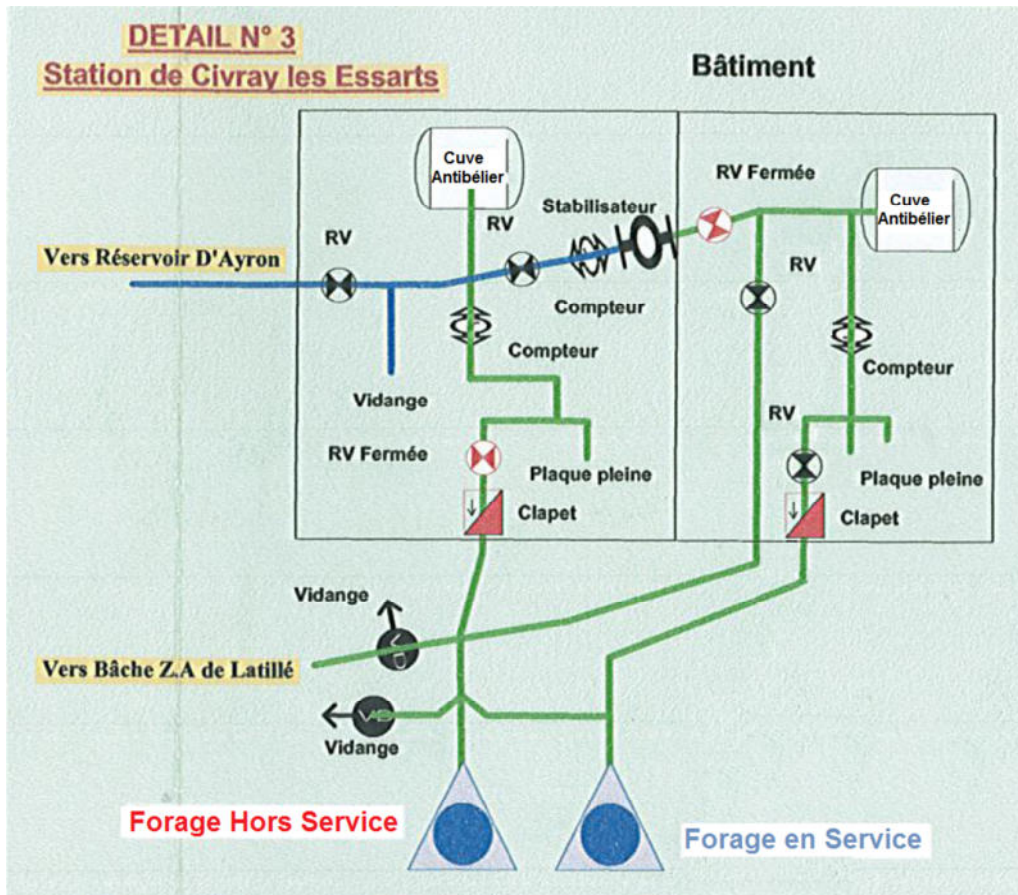 DETAIL N° 3
Station de Civray les Essarts
Bâtiment
Cuve
Antibélier
RV Fermée
Cuve
Antibélier
Stabilisateur
RV
RV
Vers Réservoir D'Ayron
RV
Compteur
Compteur
Compteur
Vidange
RV
RV Fermée
Plaque pleine
Plaque pleine
Clapet
Clapet
Vidange
VD
Vers Bâche Z.A de Latillé
VD
Vidange
Forage Hors Service
Forage en Service